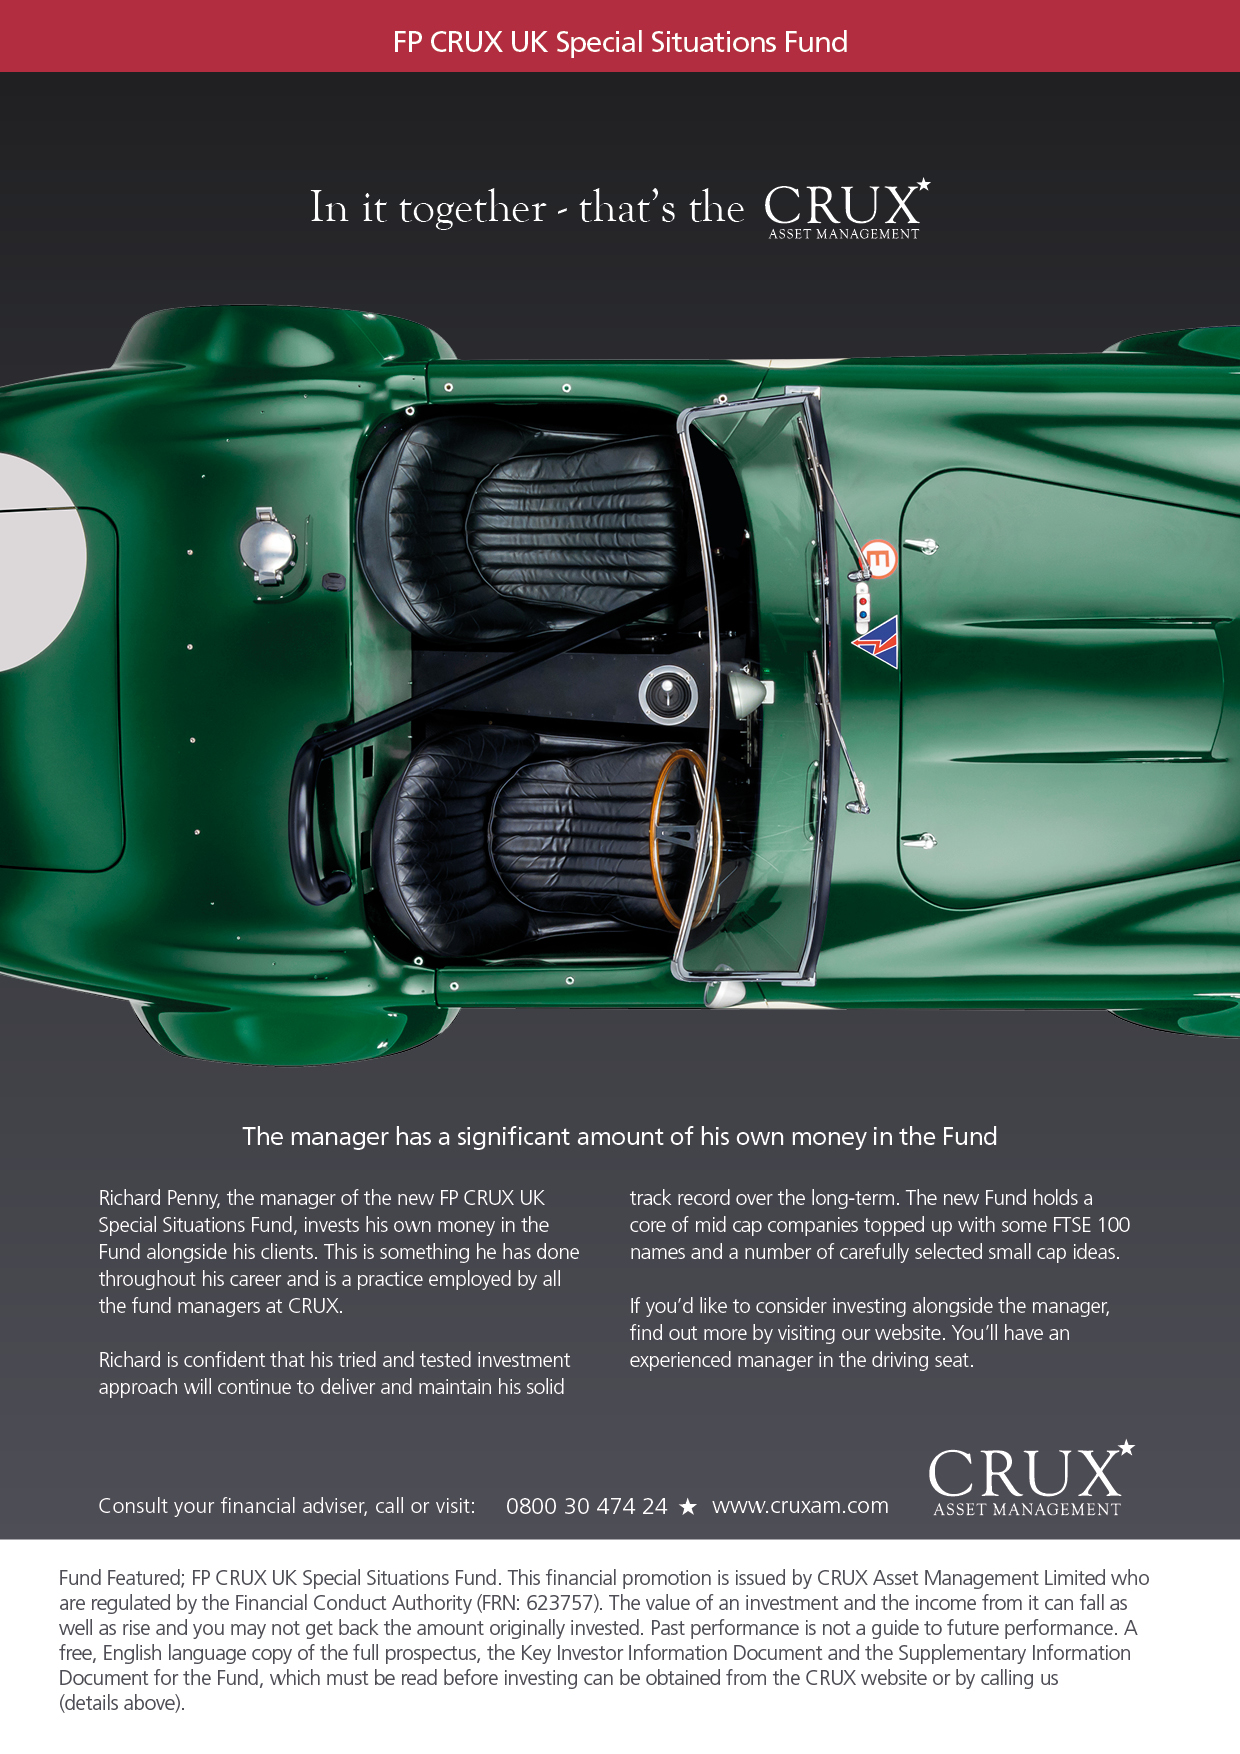 FP CRUX UK Special Situations Fund
In it together - that's the CRUX
ASSET MANAGEMENT
E
The manager has a significant amount of his own money in the Fund
Richard Penny, the manager of the new FP CRUX UK
Special Situations Fund, invests his own money in the
Fund alongside his clients. This is something he has done
throughout his career and is a practice employed by all
the fund managers at CRUX.
Richard is confident that his tried and tested investment
approach will continue to deliver and maintain his solid
track record over the long-term. The new Fund holds a
core of mid cap companies topped up with some FTSE 100
names and a number of carefully selected small cap ideas.
If you'd like to consider investing alongside the manager,
find out more by visiting our website. You'll have an
experienced manager in the driving seat.
CRUX
ASSET MANAGEMENT
Consult your financial adviser, call or visit: 0800 30 474 24 ★ www.cruxam.com
Fund Featured; FP CRUX UK Special Situations Fund. This financial promotion is issued by CRUX Asset Management Limited who
are regulated by the Financial Conduct Authority (FRN: 623757). The value of an investment and the income from it can fall as
well as rise and you may not get back the amount originally invested. Past performance is not a guide to future performance. A
free, English language copy of the full prospectus, the Key Investor Information Document and the Supplementary Information
Document for the Fund, which must be read before investing can be obtained from the CRUX website or by calling us
(details above).